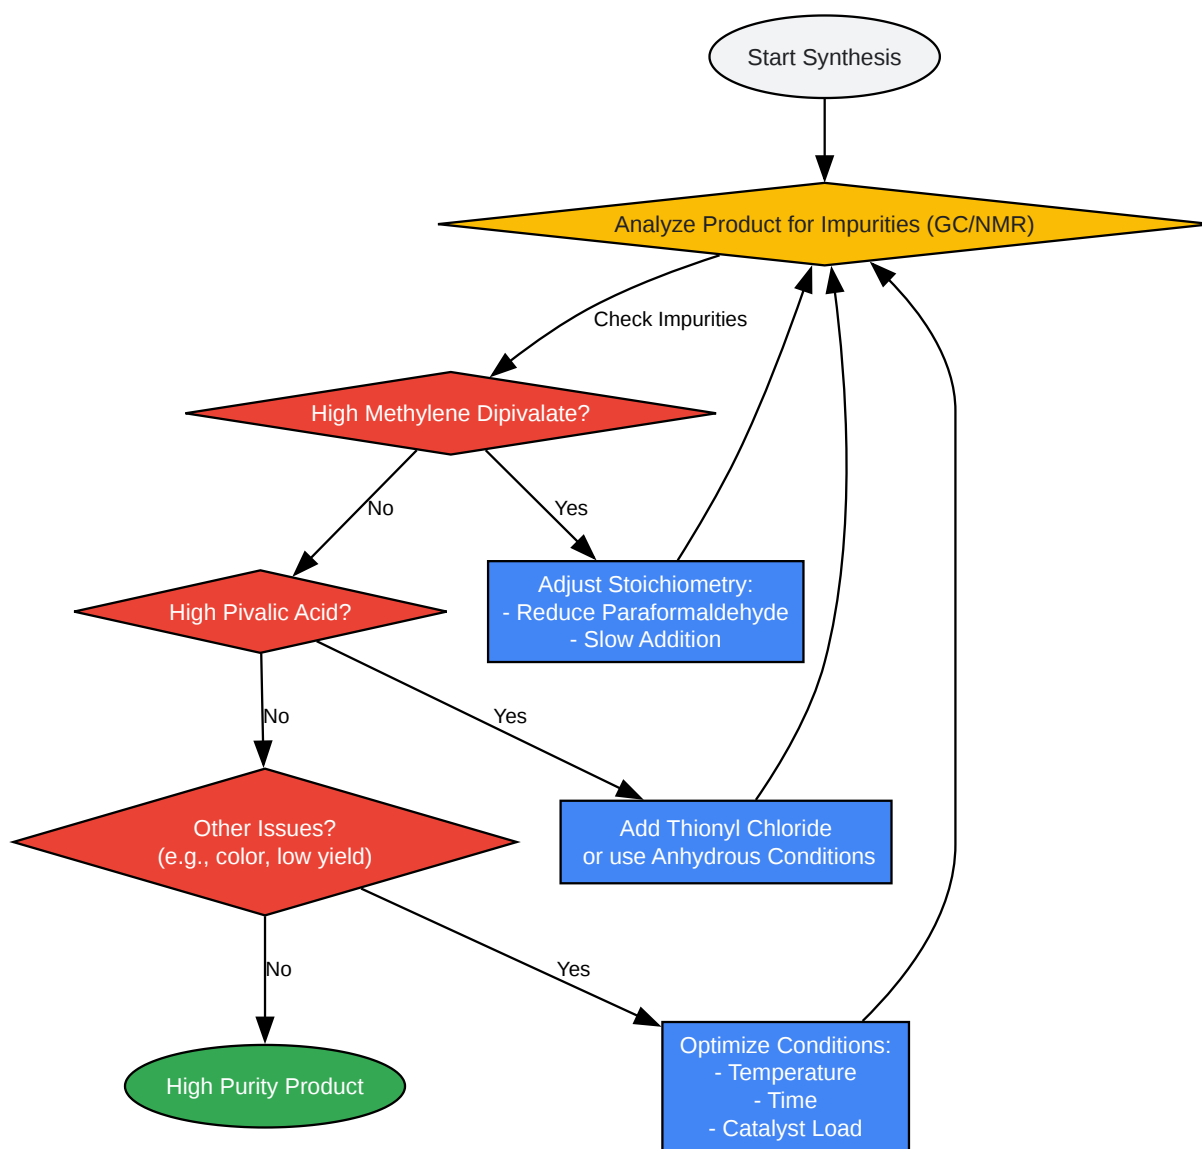 Start Synthesis
Analyze Product for Impurities (GC/NMR)
Check Impurities
High Methylene Dipivalate?
No
Yes
Adjust Stoichiometry:
- Reduce Paraformaldehyde
- Slow Addition
High Pivalic Acid?
No
Yes
Add Thionyl Chloride
or use Anhydrous Conditions
Other Issues?
(e.g., color, low yield)
No
Yes
Optimize Conditions:
- Temperature
- Time
- Catalyst Load
High Purity Product